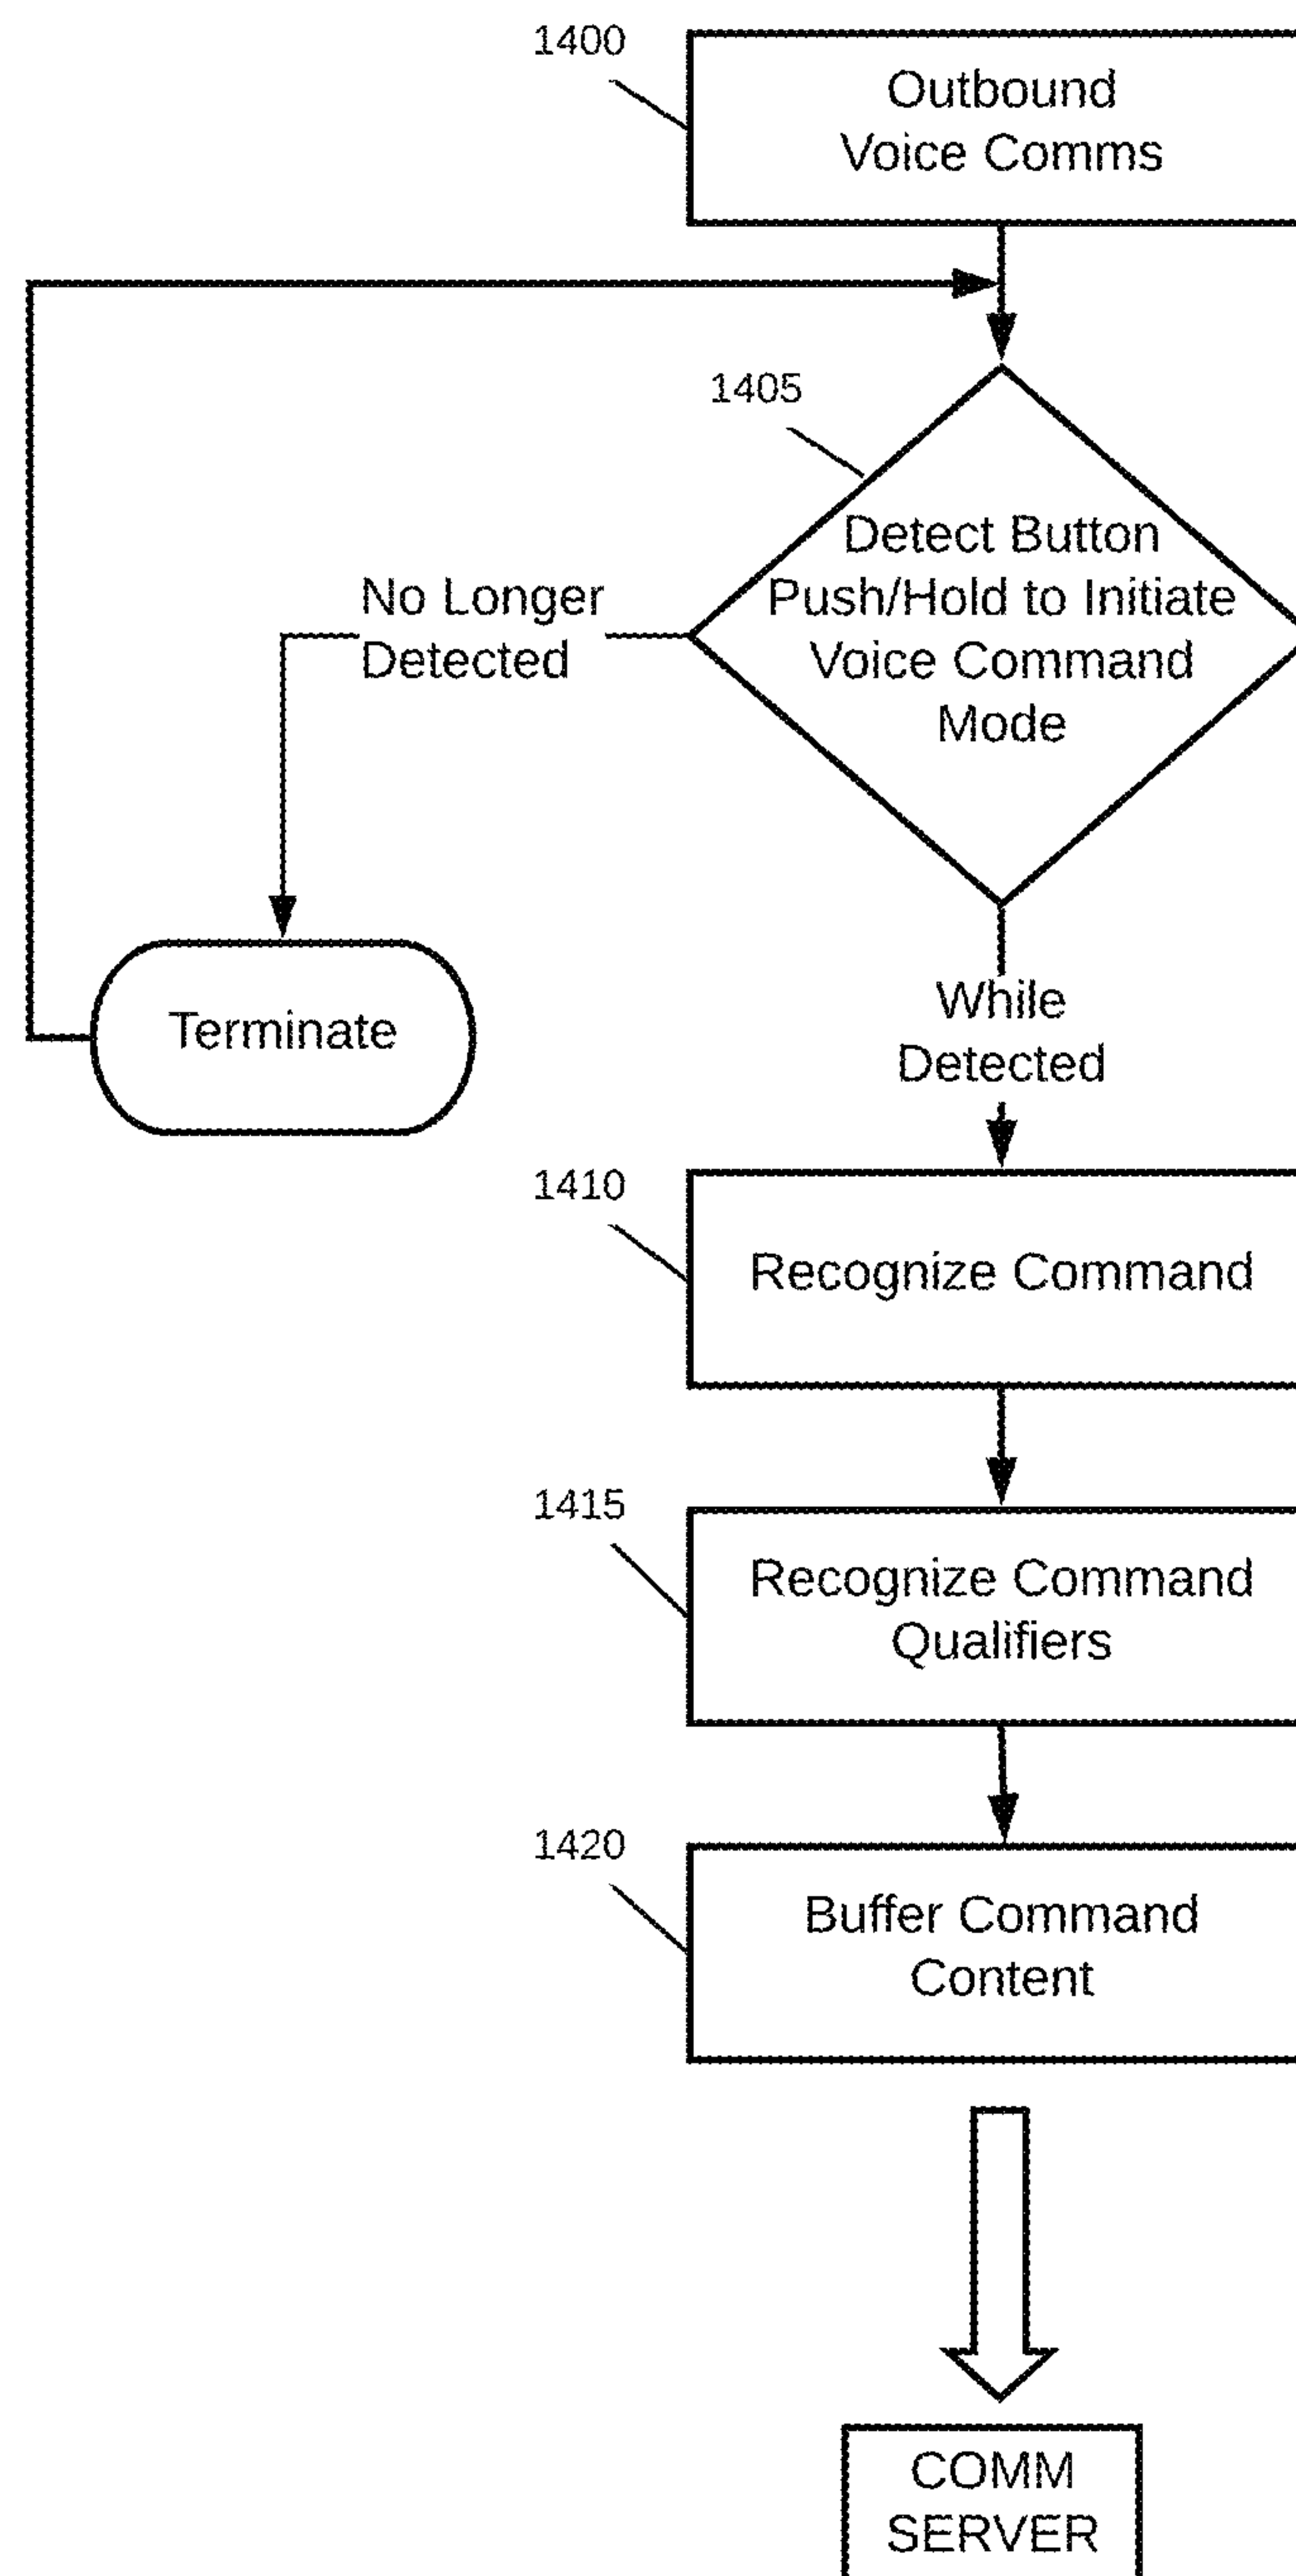 1400
Outbound
Voice Comms
1405
Detect Button
Push/Hold to Initiate
Voice Command
Mode
No Longer
Detected
Terminate
While
Detected
1410
Recognize Command
1415
Recognize Command
Qualifiers
1420
Buffer Command
Content
COMM
SERVER